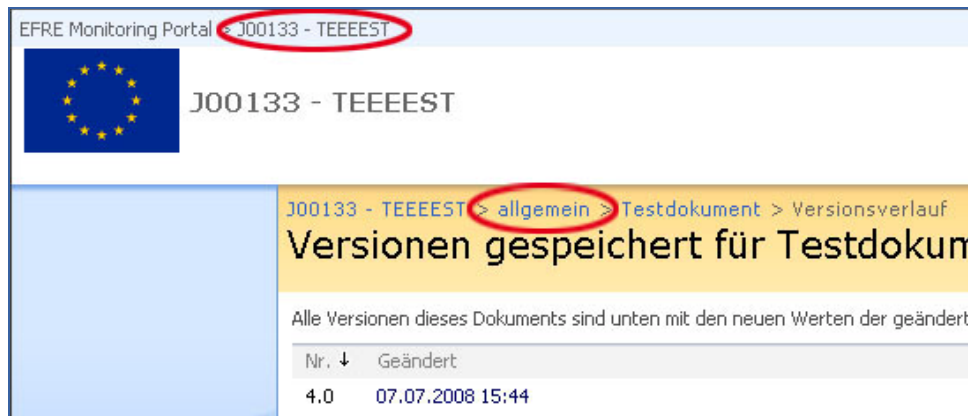 EFRE Monitoring Portal > J00133 - TEEEEST
J00133 - TEEEEST
J00133 - TEEEEST > allgemein > Testdokument > Versionsverlauf
Versionen gespeichert für Testdokum
Alle Versionen dieses Dokuments sind unten mit den neuen Werten der geändert
Nr. ↓ Geändert
4.0 07.07.2008 15:44